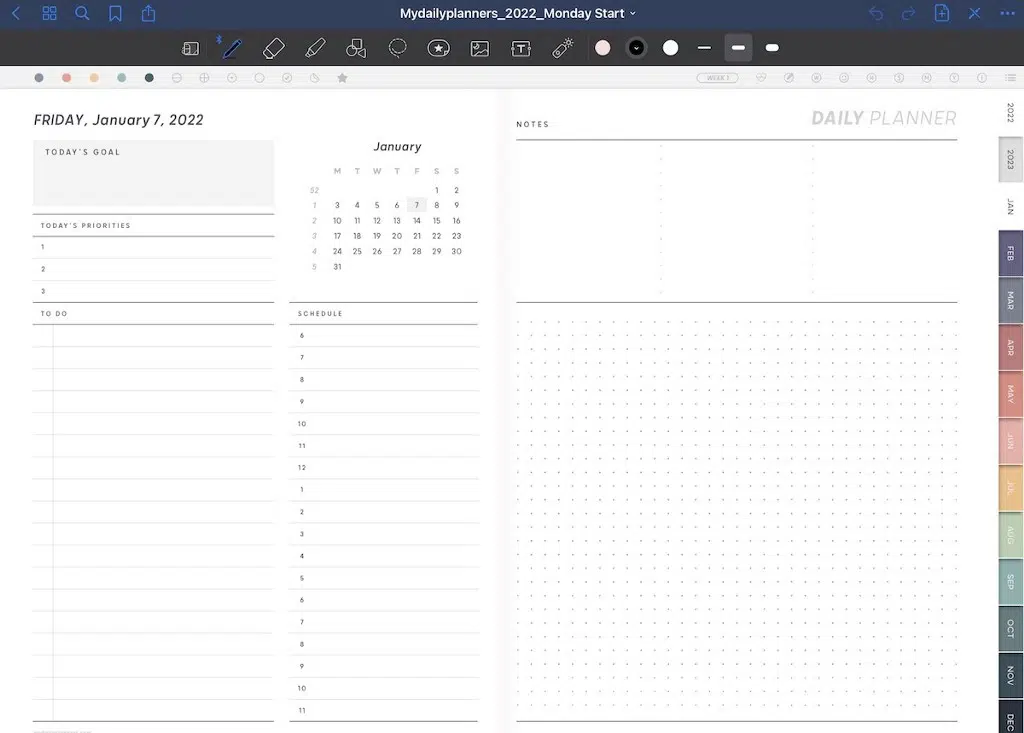 Mydailyplanners_2022_Monday Start
WEEK 1
FRIDAY, January 7, 2022
TODAY'S GOAL
TODAY'S PRIORITIES
1
2
3
TO DO
January
M T W T F S S
52 1 2
1 3 4 5 6 7 8 9
2 10 11 12 13 14 15 16
3 17 18 19 20 21 22 23
4 24 25 26 27 28 29 30
5 31
SCHEDULE
6
7
8
9
10
11
12
1
2
3
4
5
6
7
8
9
10
11
NOTES
DAILY PLANNER
2022
2023
JAN
FEB
MAR
APR
MAY
JUN
JUL
AUG
SEP
OCT
NOV
DEC